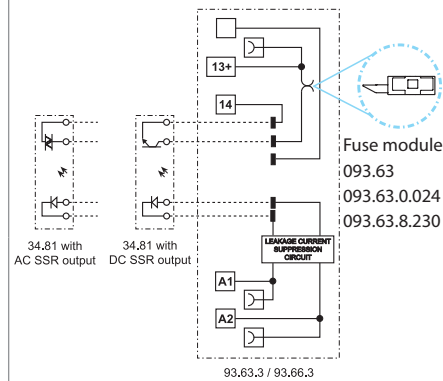 13+
14
Fuse module
093.63
093.63.0.024
093.63.8.230
34.81 with
AC SSR output
34.81 with
DC SSR output
LEAKAGE CURRENT
SUPPRESSION
CIRCUIT
A1
A2
93.63.3 / 93.66.3